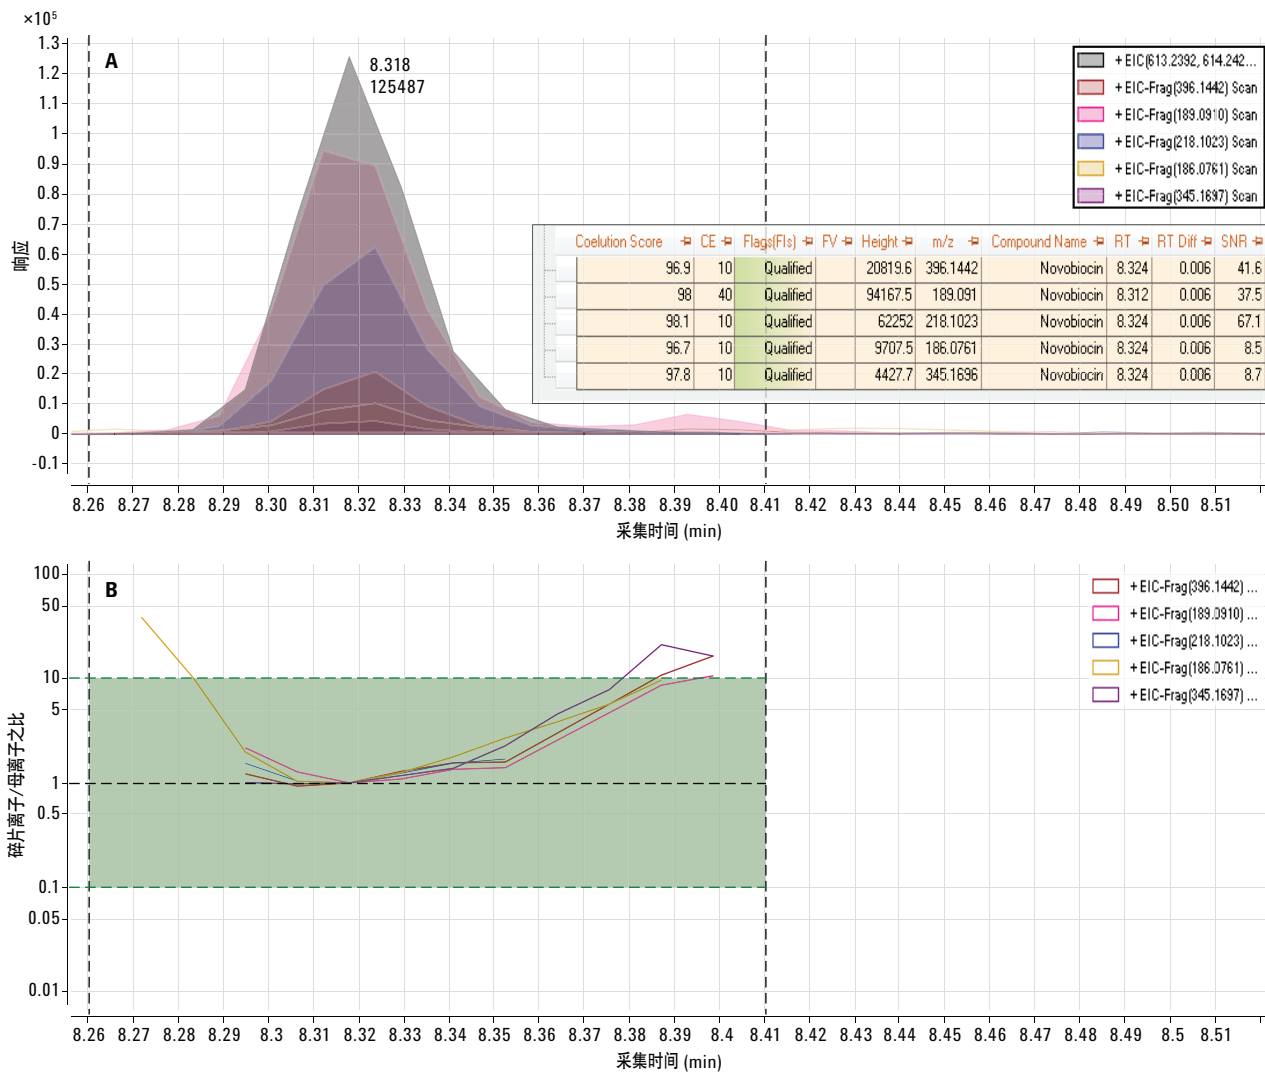 ×10⁵
A
1.3
1.2
1.1
1
0.9
0.8
0.7
0.6
0.5
0.4
0.3
0.2
0.1
0
-0.1
响应
8.318
125487
+ EIC(613.2392, 614.242...
+ EIC-Frag(396.1442) Scan
+ EIC-Frag(189.0910) Scan
+ EIC-Frag(218.1023) Scan
+ EIC-Frag(186.0761) Scan
+ EIC-Frag(345.1697) Scan
Coelution Score CE Flags(FIs) FV Height m/z Compound Name RT RT Diff SNR
96.9 10 Qualified 20819.6 396.1442 Novobiocin 8.324 0.006 41.6
98 40 Qualified 94167.5 189.091 Novobiocin 8.312 0.006 37.5
98.1 10 Qualified 62252 218.1023 Novobiocin 8.324 0.006 67.1
96.7 10 Qualified 9707.5 186.0761 Novobiocin 8.324 0.006 8.5
97.8 10 Qualified 4427.7 345.1696 Novobiocin 8.324 0.006 8.7
8.26 8.27 8.28 8.29 8.30 8.31 8.32 8.33 8.34 8.35 8.36 8.37 8.38 8.39 8.40 8.41 8.42 8.43 8.44 8.45 8.46 8.47 8.48 8.49 8.50 8.51
采集时间 (min)
B
100
50
10
5
1
0.5
0.1
0.05
0.01
碎片离子/母离子之比
+ EIC-Frag(396.1442) ...
+ EIC-Frag(189.0910) ...
+ EIC-Frag(218.1023) ...
+ EIC-Frag(186.0761) ...
+ EIC-Frag(345.1697) ...
8.26 8.27 8.28 8.29 8.3 8.31 8.32 8.33 8.34 8.35 8.36 8.37 8.38 8.39 8.4 8.41 8.42 8.43 8.44 8.45 8.46 8.47 8.48 8.49 8.50 8.51
采集时间 (min)